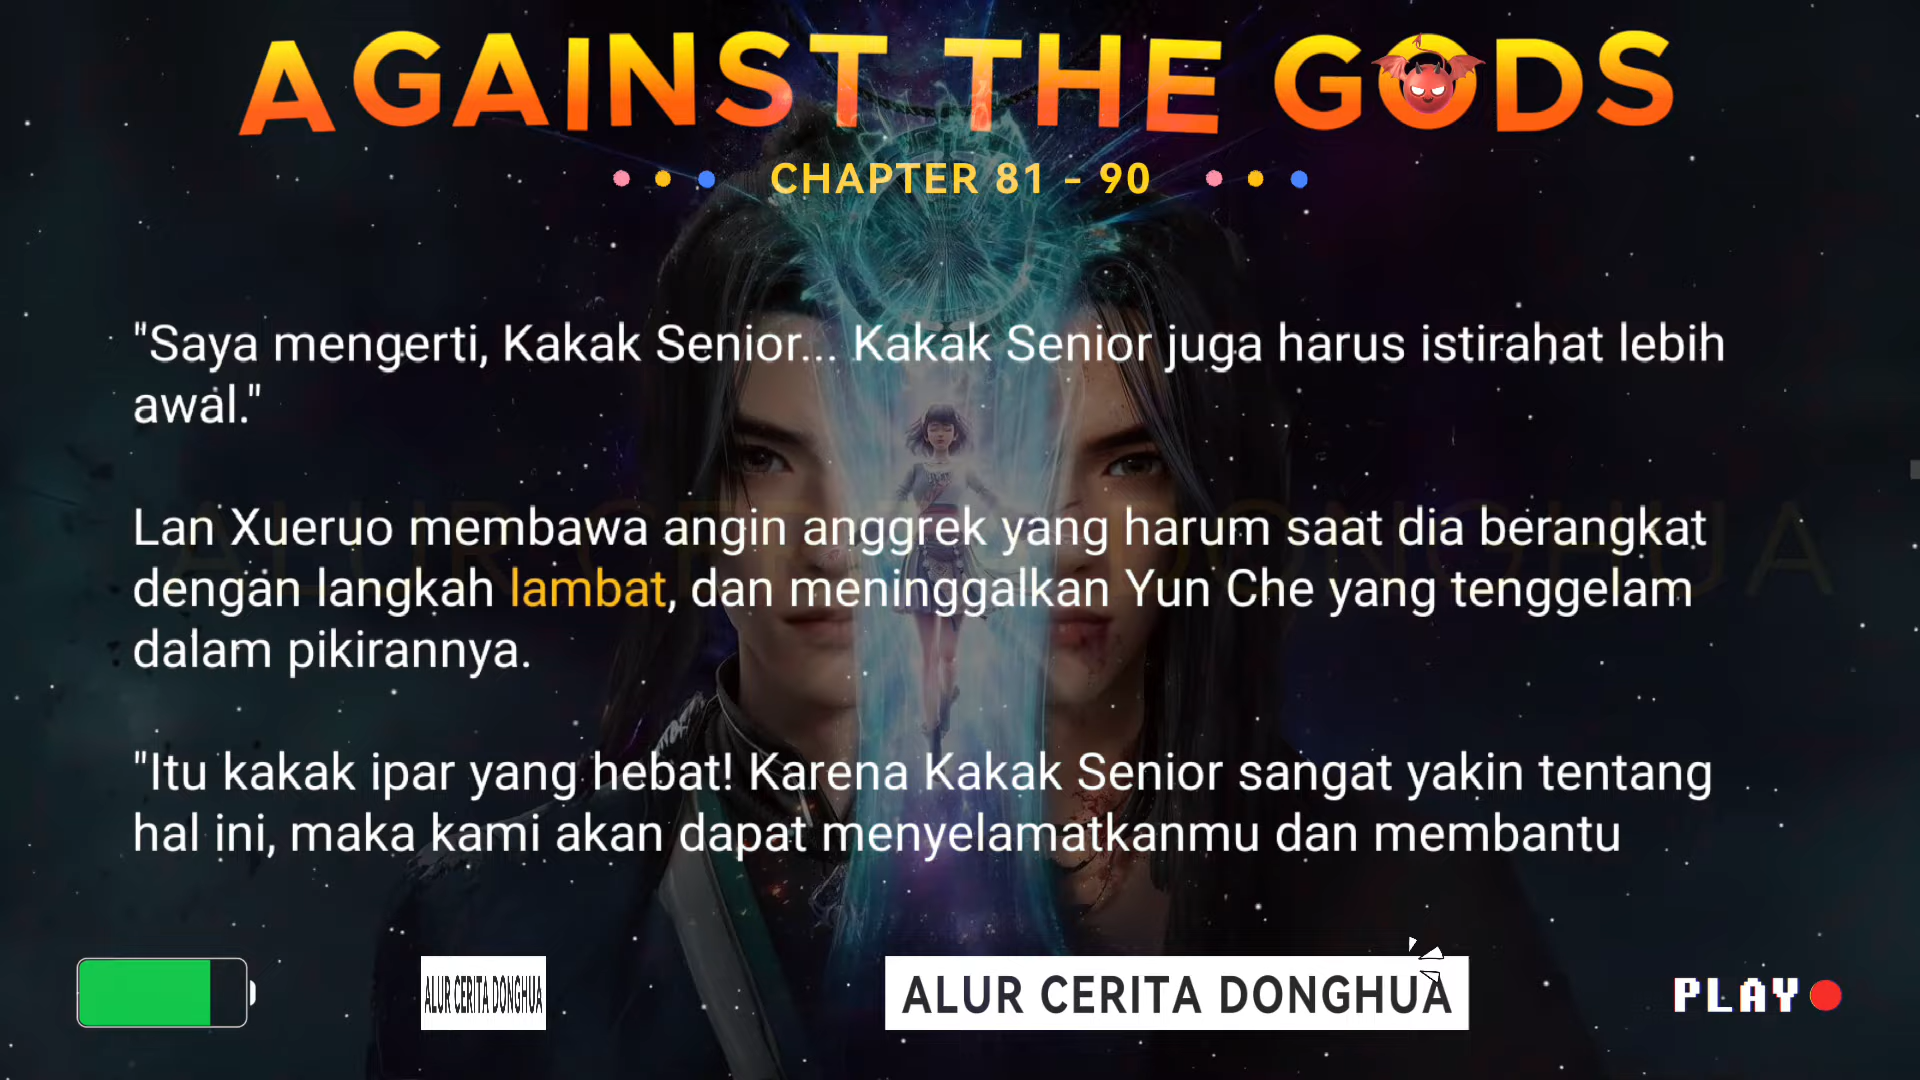 AGAINST THE GODS
CHAPTER 81 - 90
"Saya mengerti, Kakak Senior... Kakak Senior juga harus istirahat lebih
awal."
Lan Xueruo membawa angin anggrek yang harum saat dia berangkat
dengan langkah lambat, dan meninggalkan Yun Che yang tenggelam
dalam pikirannya.
"Itu kakak ipar yang hebat! Karena Kakak Senior sangat yakin tentang
hal ini, maka kami akan dapat menyelamatkanmu dan membantu
ALUR CERITA DONGHUA
ALUR CERITA DONGHUA
ALUR CERITA DONGHUA
PLAY